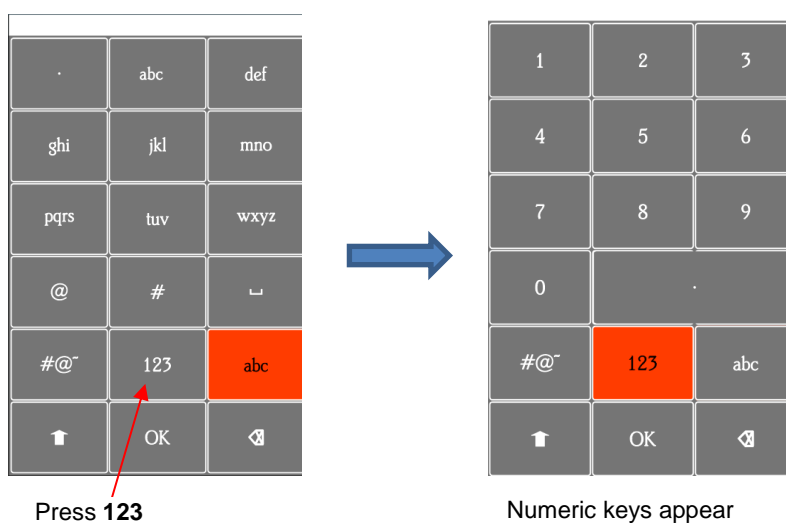 . abc def
ghi jkl mno
pqrs tuv wxyz
@ # ⎵
#@~ 123 abc
OK
Press 123
1 2 3
4 5 6
7 8 9
0 .
#@~ 123 abc
OK
Numeric keys appear